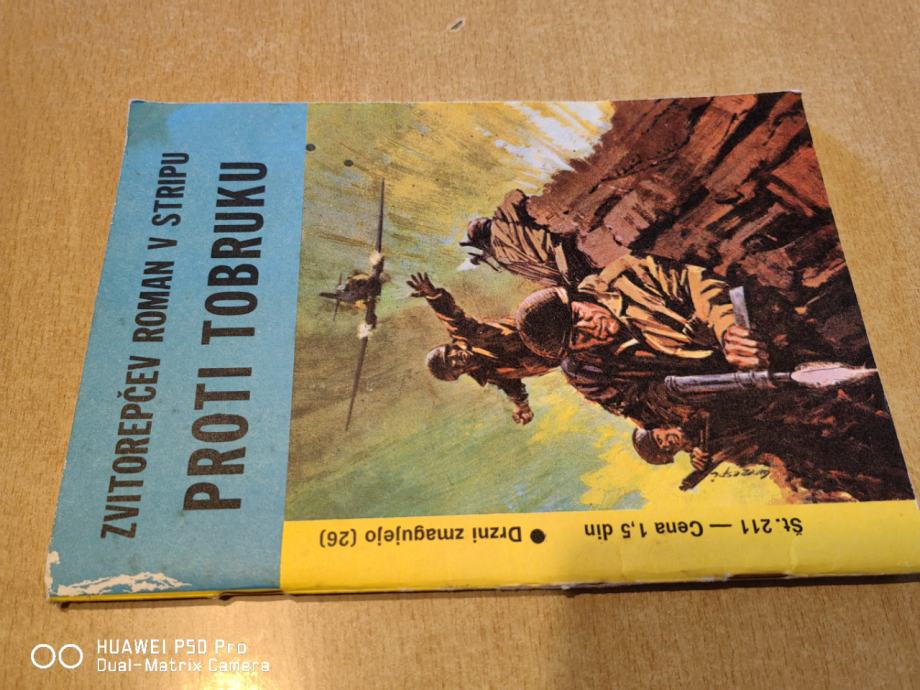 ZVITOREPČEV ROMAN V STRIPU
PROTI TOBRUKU
Št. 211 — Cena 1,5 din
● Drzni zmagujejo (26)
HUAWEI P50 Pro
Dual-Matrix Camera